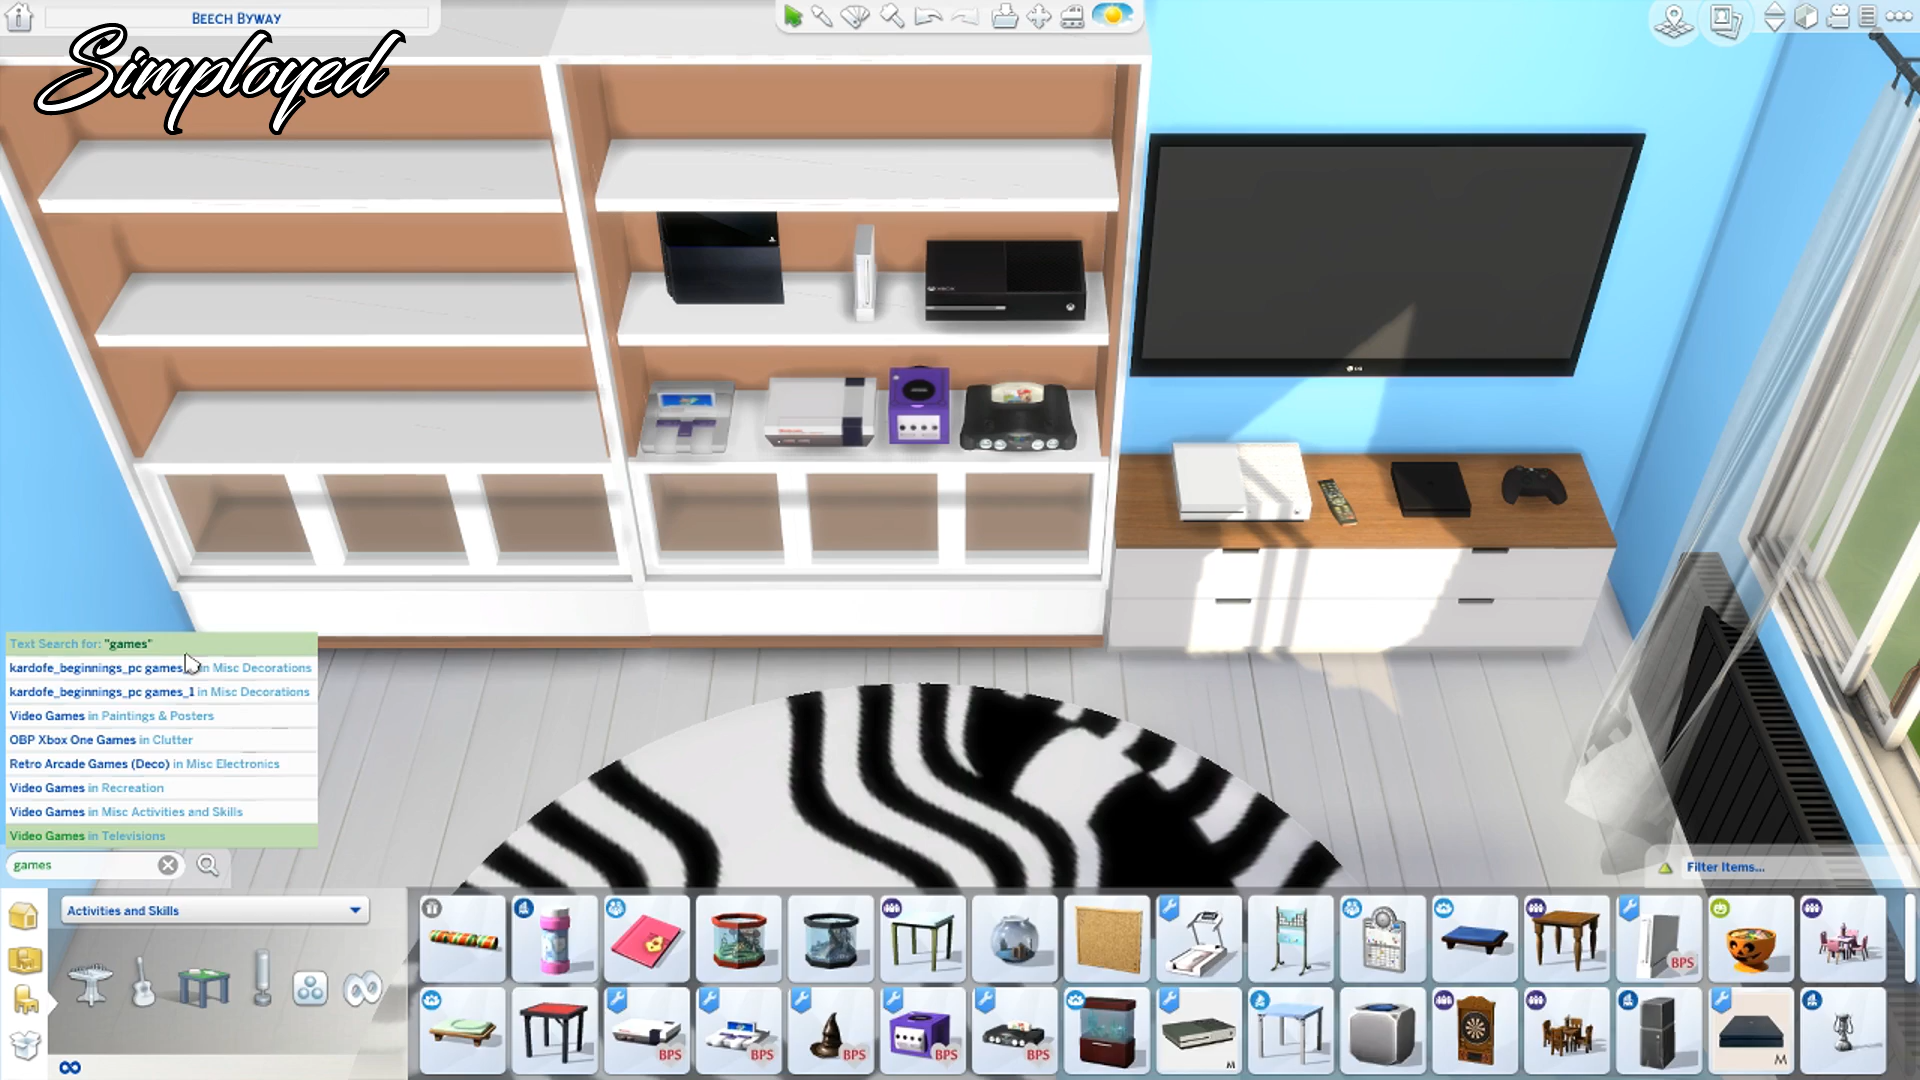 BEECH BYWAY
Simployed
XBOX
LG
Text Search for: "games"
kardofe_beginnings_pc games_ in Misc Decorations
kardofe_beginnings_pc games_1 in Misc Decorations
Video Games in Paintings & Posters
OBP Xbox One Games in Clutter
Retro Arcade Games (Deco) in Misc Electronics
Video Games in Recreation
Video Games in Misc Activities and Skills
Video Games in Televisions
games
Filter Items...
Activities and Skills
BPS
BPS
BPS
BPS
BPS
BPS
M
M